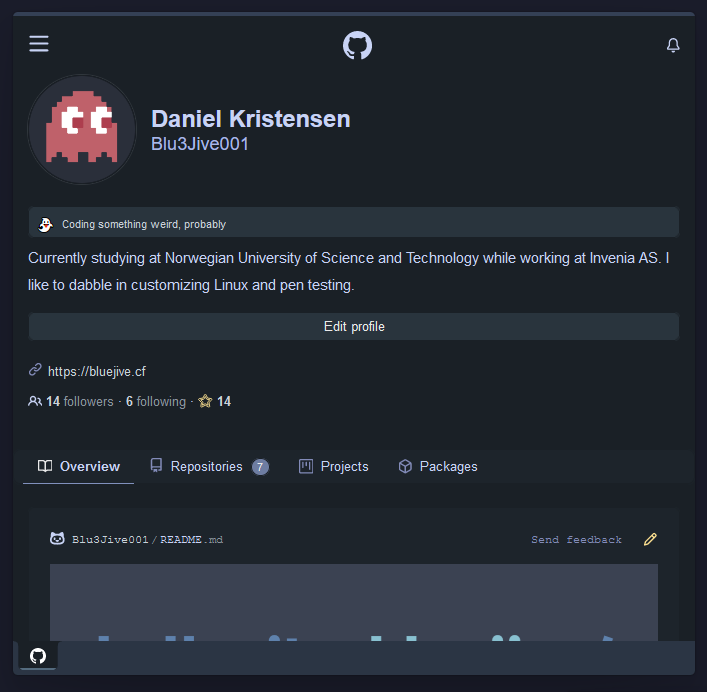 Daniel Kristensen
Blu3Jive001
Coding something weird, probably
Currently studying at Norwegian University of Science and Technology while working at Invenia AS. I
like to dabble in customizing Linux and pen testing.
Edit profile
https://bluejive.cf
14 followers · 6 following · 14
Overview Repositories 7 Projects Packages
Blu3Jive001/README.md Send feedback